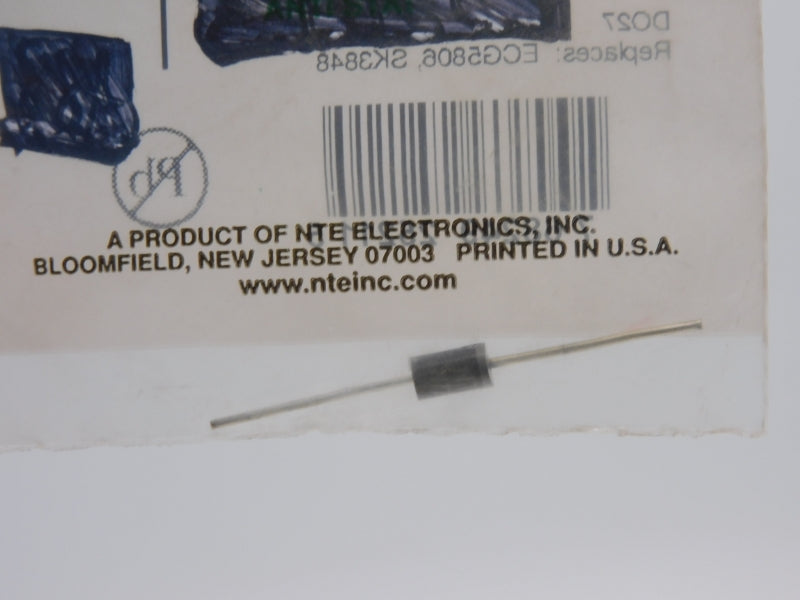 DO27
Replaces: ECG5806, SK3848
Pb
A PRODUCT OF NTE ELECTRONICS, INC.
BLOOMFIELD, NEW JERSEY 07003 PRINTED IN U.S.A.
www.nteinc.com